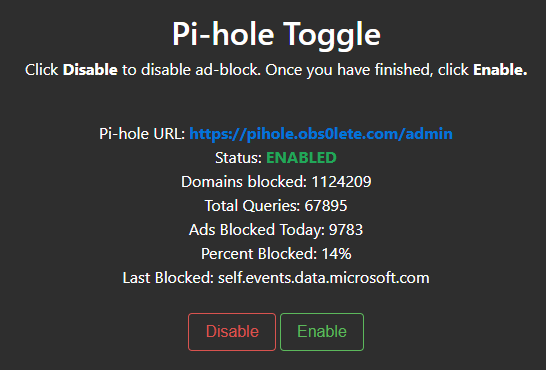 Pi-hole Toggle
Click Disable to disable ad-block. Once you have finished, click Enable.
Pi-hole URL: https://pihole.obs0lete.com/admin
Status: ENABLED
Domains blocked: 1124209
Total Queries: 67895
Ads Blocked Today: 9783
Percent Blocked: 14%
Last Blocked: self.events.data.microsoft.com
Disable Enable